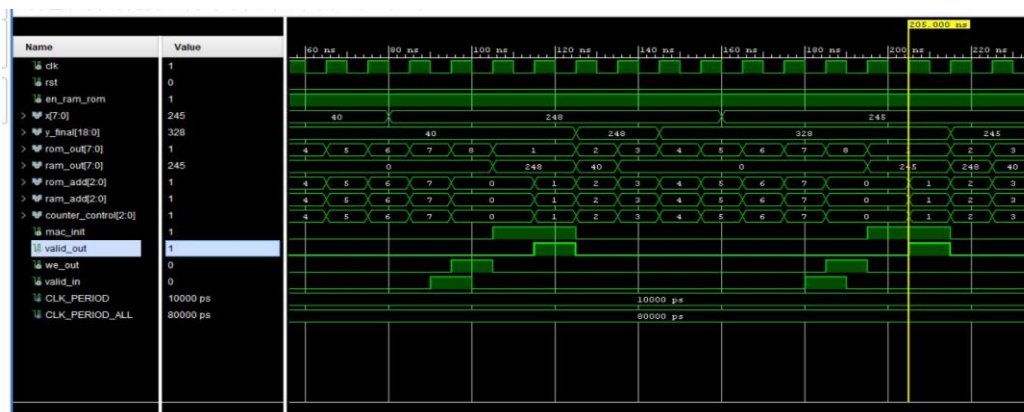 205.000 ns
Name Value
60 ns 80 ns 100 ns 120 ns 140 ns 160 ns 180 ns 200 220 ns
clk 1
rst 0
en_ram_rom 1
x[7:0] 245 40 248 245
y_final[18:0] 328 40 248 328 245
rom_out[7:0] 1 4 5 6 7 8 1 2 3 4 5 6 7 8 1 2 3
ram_out[7:0] 245 0 248 40 0 245 248 40
rom_add[2:0] 1 4 5 6 7 0 1 2 3 4 5 6 7 0 1 2 3
ram_add[2:0] 1 4 5 6 7 0 1 2 3 4 5 6 7 0 1 2 3
counter_control[2:0] 1 4 5 6 7 0 1 2 3 4 5 6 7 0 1 2 3
mac_init 1
valid_out 1
we_out 0
valid_in 0
CLK_PERIOD 10000 ps 10000 ps
CLK_PERIOD_ALL 80000 ps 80000 ps